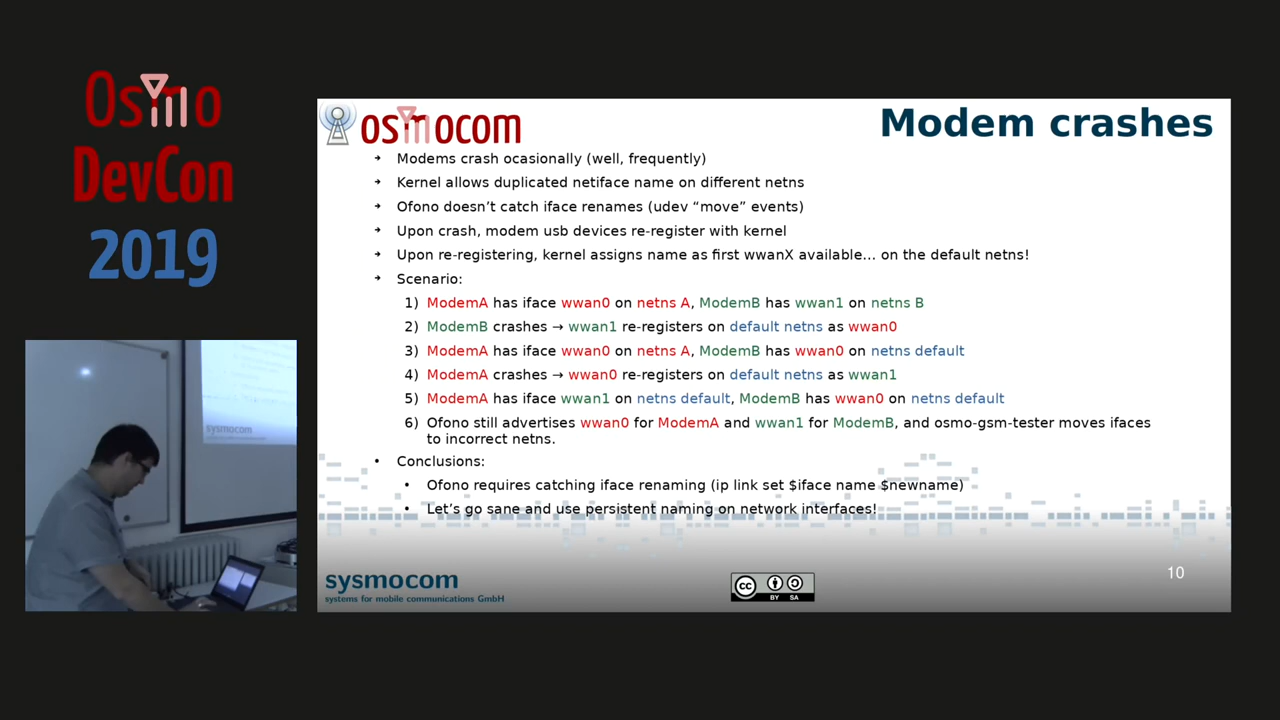 Osmo
DevCon
2019
osmocom
Modem crashes
➔ Modems crash ocasionally (well, frequently)
➔ Kernel allows duplicated netiface name on different netns
➔ Ofono doesn’t catch iface renames (udev “move” events)
➔ Upon crash, modem usb devices re-register with kernel
➔ Upon re-registering, kernel assigns name as first wwanX available… on the default netns!
➔ Scenario:
1) ModemA has iface wwan0 on netns A, ModemB has wwan1 on netns B
2) ModemB crashes → wwan1 re-registers on default netns as wwan0
3) ModemA has iface wwan0 on netns A, ModemB has wwan0 on netns default
4) ModemA crashes → wwan0 re-registers on default netns as wwan1
5) ModemA has iface wwan1 on netns default, ModemB has wwan0 on netns default
6) Ofono still advertises wwan0 for ModemA and wwan1 for ModemB, and osmo-gsm-tester moves ifaces
to incorrect netns.
• Conclusions:
• Ofono requires catching iface renaming (ip link set $iface name $newname)
• Let’s go sane and use persistent naming on network interfaces!
sysmocom
systems for mobile communications GmbH
cc
BY SA
10
sysmocom